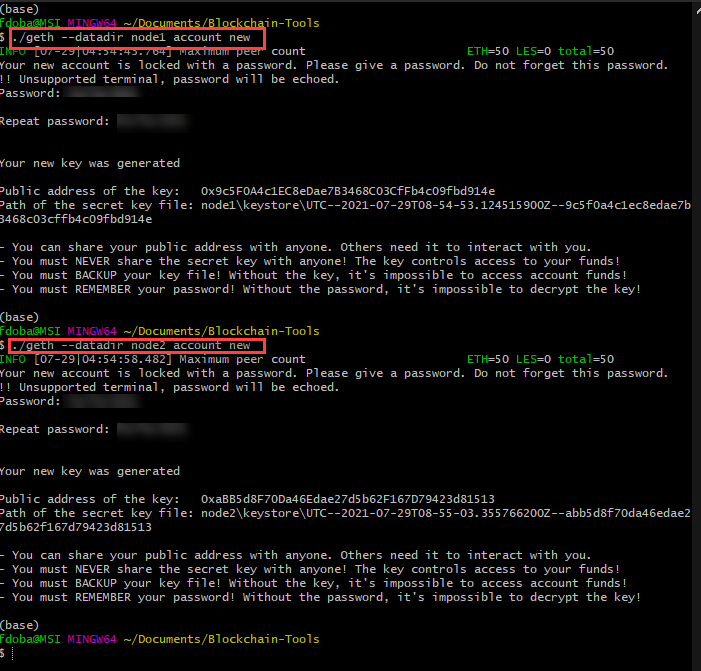 (base)
fdoba@MSI MINGW64 ~/Documents/Blockchain-Tools
$ ./geth --datadir node1 account new
INFO [07-29|04:54:45.764] Maximum peer count                       ETH=50 LES=0 total=50
Your new account is locked with a password. Please give a password. Do not forget this password.
!! Unsupported terminal, password will be echoed.
Password:
Repeat password:
Your new key was generated
Public address of the key:   0x9c5F0A4c1EC8eDae7B3468C03CfFb4c09fbd914e
Path of the secret key file: node1\keystore\UTC--2021-07-29T08-54-53.124515900Z--9c5f0a4c1ec8edae7b
3468c03cffb4c09fbd914e
- You can share your public address with anyone. Others need it to interact with you.
- You must NEVER share the secret key with anyone! The key controls access to your funds!
- You must BACKUP your key file! Without the key, it's impossible to access account funds!
- You must REMEMBER your password! Without the password, it's impossible to decrypt the key!
(base)
fdoba@MSI MINGW64 ~/Documents/Blockchain-Tools
$ ./geth --datadir node2 account new
INFO [07-29|04:54:58.482] Maximum peer count                       ETH=50 LES=0 total=50
Your new account is locked with a password. Please give a password. Do not forget this password.
!! Unsupported terminal, password will be echoed.
Password:
Repeat password:
Your new key was generated
Public address of the key:   0xaBB5d8F70Da46Edae27d5b62F167D79423d81513
Path of the secret key file: node2\keystore\UTC--2021-07-29T08-55-03.355766200Z--abb5d8f70da46edae2
7d5b62f167d79423d81513
- You can share your public address with anyone. Others need it to interact with you.
- You must NEVER share the secret key with anyone! The key controls access to your funds!
- You must BACKUP your key file! Without the key, it's impossible to access account funds!
- You must REMEMBER your password! Without the password, it's impossible to decrypt the key!
(base)
fdoba@MSI MINGW64 ~/Documents/Blockchain-Tools
$